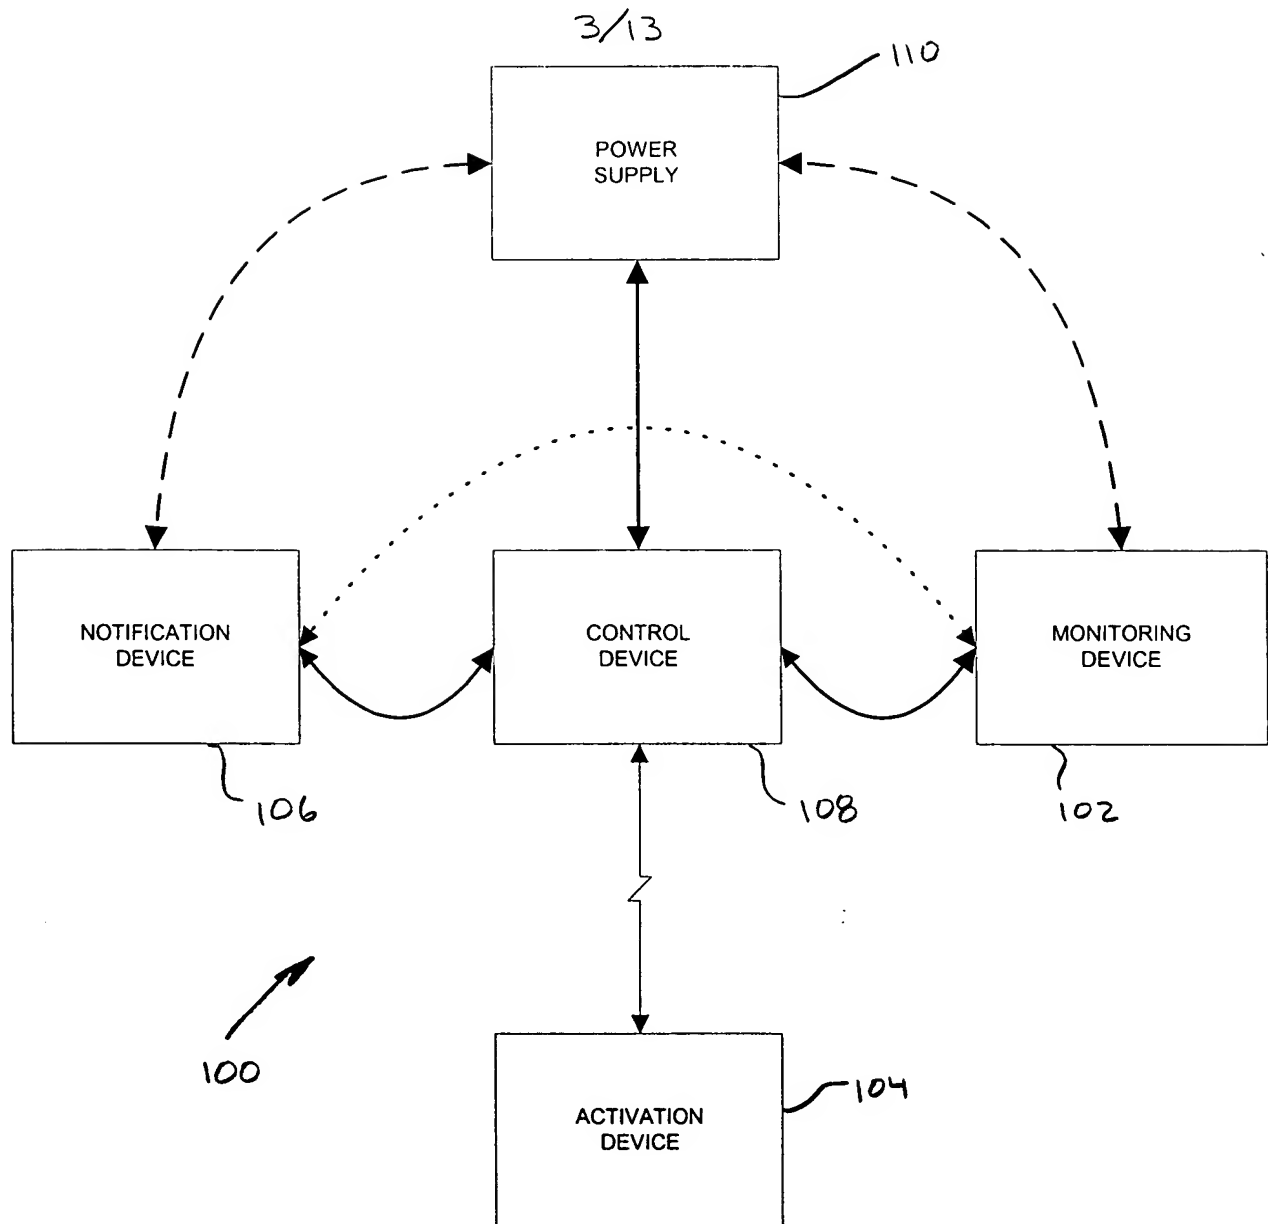 3/13
110
POWER
SUPPLY
NOTIFICATION
DEVICE
CONTROL
DEVICE
MONITORING
DEVICE
106
108
102
100
104
ACTIVATION
DEVICE